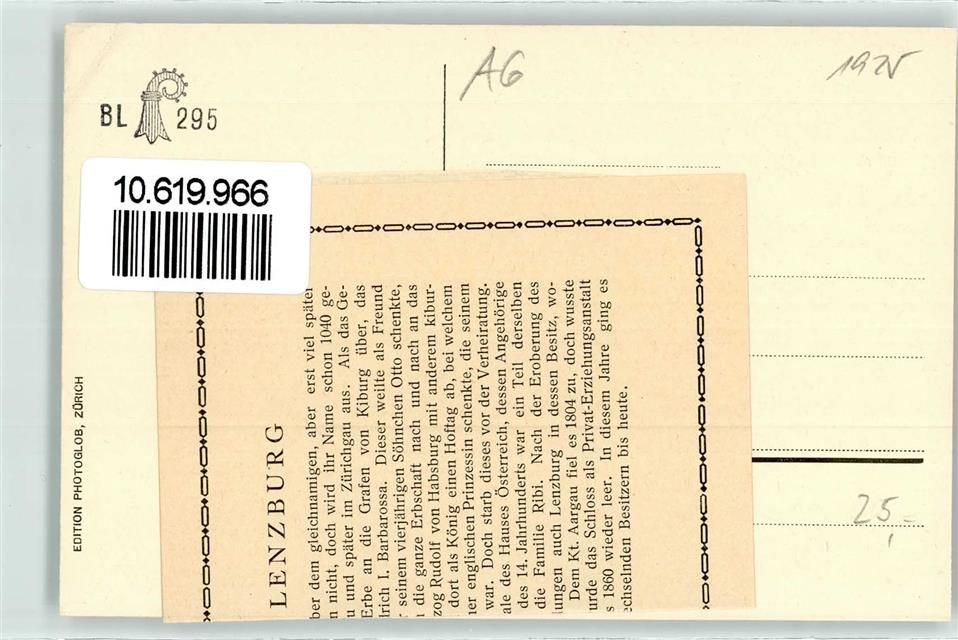 BL 295
AG
1925
10.619.966
EDITION PHOTOGLOB, ZÜRICH
LENZBURG
ber dem gleichnamigen, aber erst viel später
n nicht, doch wird ihr Name schon 1040 ge-
u und später im Zürichgau aus. Als das Ge-
Erbe an die Grafen von Kiburg über, das
drich I. Barbarossa. Dieser weilte als Freund
seinem vierjährigen Söhnchen Otto schenkte,
die ganze Erbschaft nach und nach an das
zog Rudolf von Habsburg mit anderem kibur-
dort als König einen Hoftag ab, bei welchem
er englischen Prinzessin schenkte, die seinem
war. Doch starb dieses vor der Verheiratung.
ale des Hauses Österreich, dessen Angehörige
des 14. Jahrhunderts war ein Teil derselben
die Familie Ribi. Nach der Eroberung des
ungen auch Lenzburg in dessen Besitz, wo-
Dem Kt. Aargau fiel es 1804 zu, doch wusste
urde das Schloss als Privat-Erziehungsanstalt
s 1860 wieder leer. In diesem Jahre ging es
chselnden Besitzern bis heute.
25.-